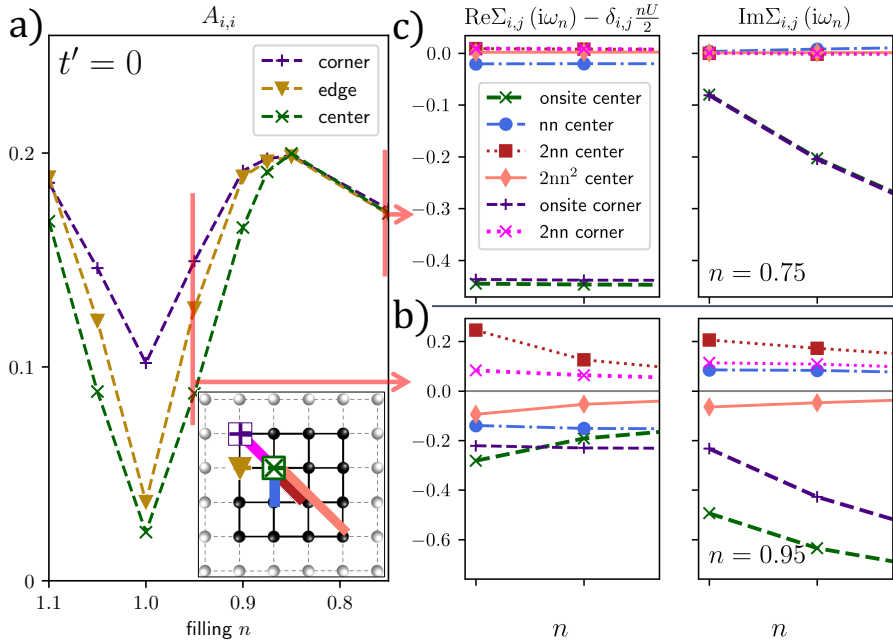 a)
A_{i,i}
t′ = 0
corner
edge
center
0.2
0.1
0
1.1
1.0
0.9
0.8
filling n
c)
ReΣ_{i,j} (iω_n) − δ_{i,j} nU/2
ImΣ_{i,j} (iω_n)
0.0
−0.1
−0.2
−0.3
−0.4
onsite center
nn center
2nn center
2nn² center
onsite corner
2nn corner
n = 0.75
b)
0.2
0.0
−0.2
−0.4
−0.6
n = 0.95
n
n